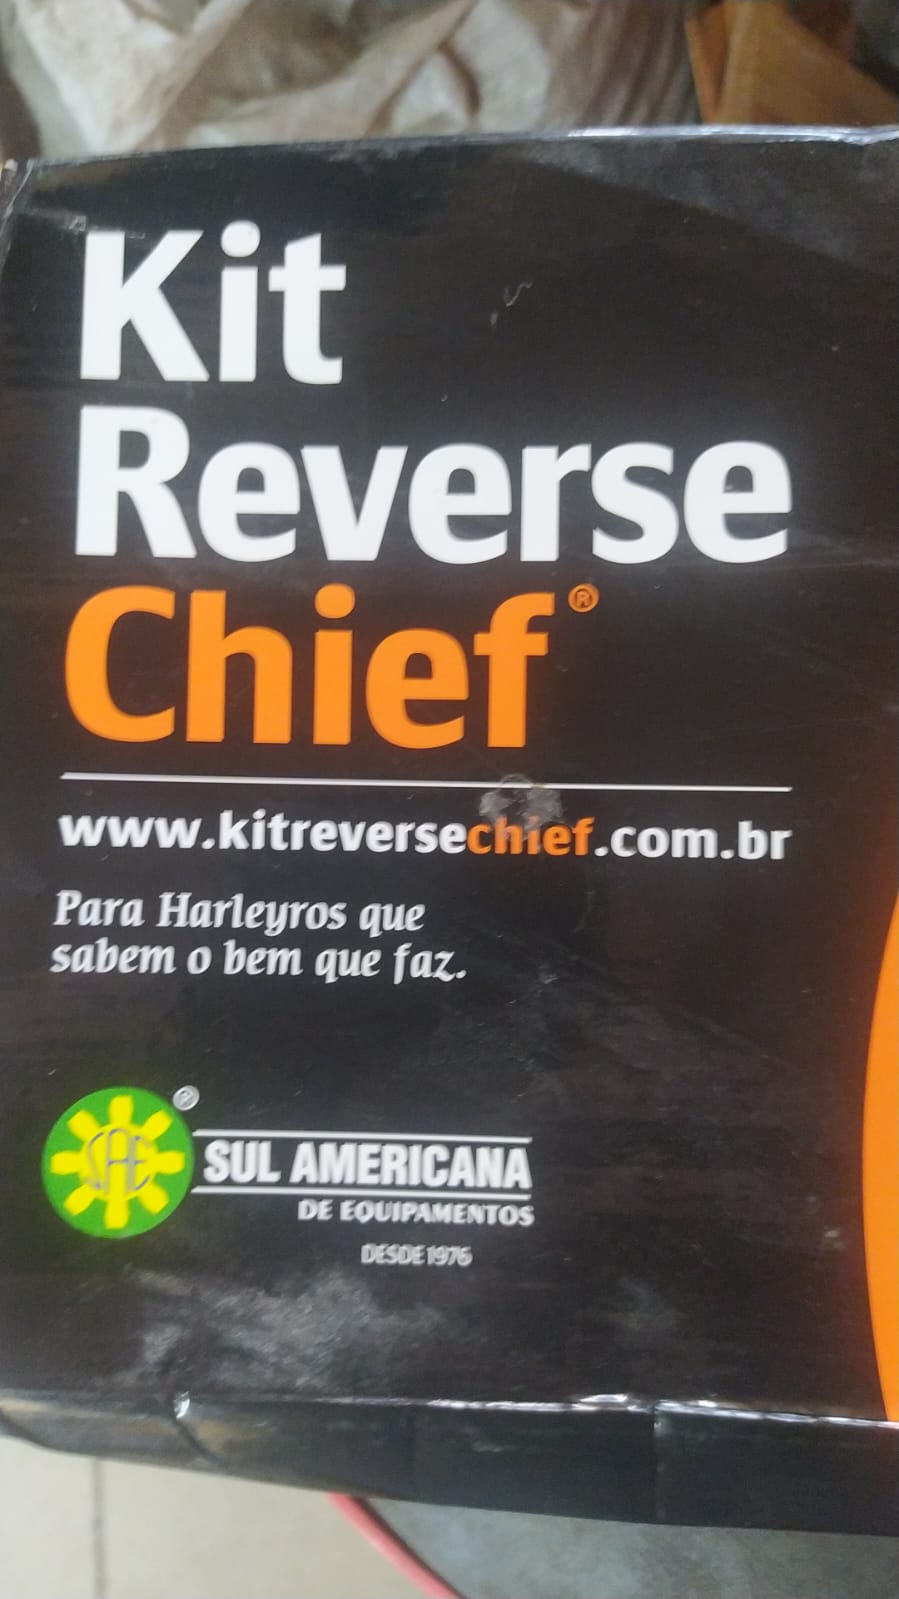 Kit
Reverse
Chief®
www.kitreversechief.com.br
Para Harleyros que
sabem o bem que faz.
SAE ®
SUL AMERICANA
DE EQUIPAMENTOS
DESDE 1976